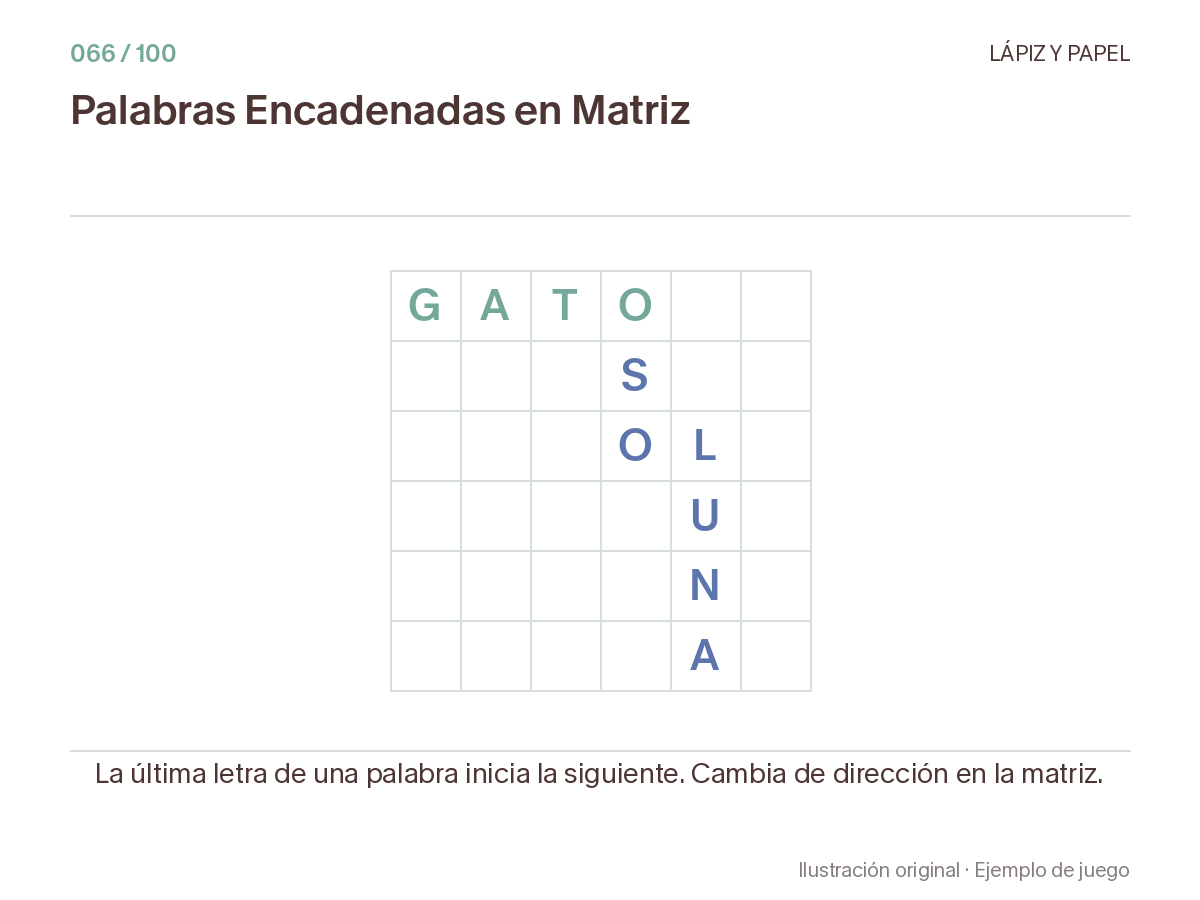 066 / 100
LÁPIZ Y PAPEL
Palabras Encadenadas en Matriz
G A T O
S
O L
U
N
A
La última letra de una palabra inicia la siguiente. Cambia de dirección en la matriz.
Ilustración original · Ejemplo de juego